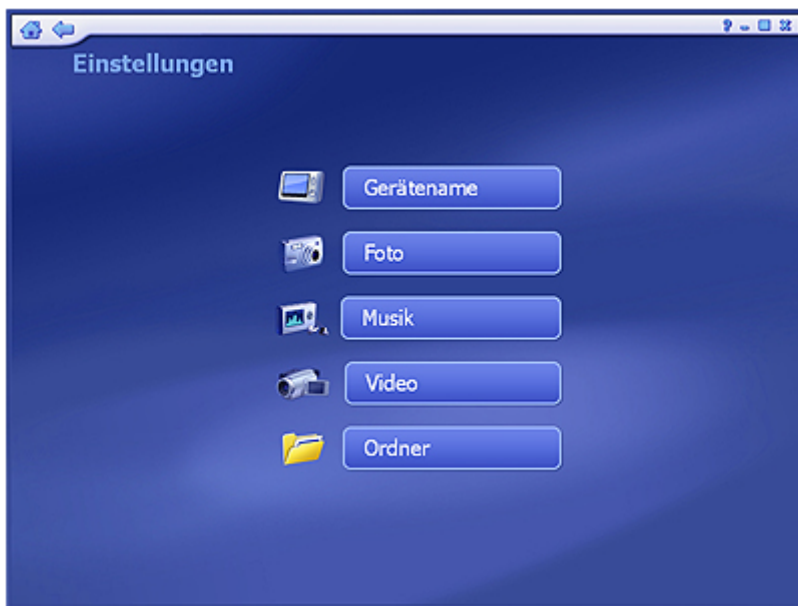 Einstellungen
Gerätename
Foto
Musik
Video
Ordner